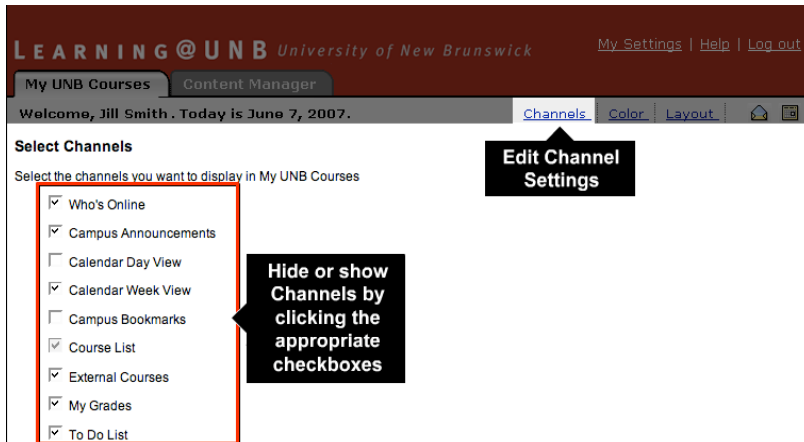 LEARNING@UNB University of New Brunswick
My Settings | Help | Log out
My UNB Courses
Content Manager
Welcome, Jill Smith. Today is June 7, 2007.
Channels
Color
Layout
Select Channels
Edit Channel
Settings
Select the channels you want to display in My UNB Courses
Who's Online
Campus Announcements
Calendar Day View
Calendar Week View
Campus Bookmarks
Course List
External Courses
My Grades
To Do List
Hide or show
Channels by
clicking the
appropriate
checkboxes